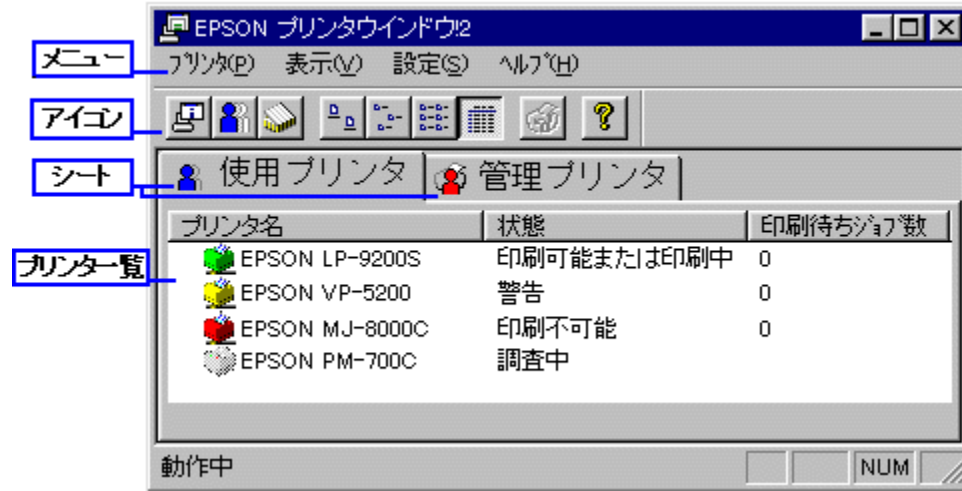 EPSON プリンタウインドウ!2
メニュー
プリンタ(P) 表示(V) 設定(S) ヘルプ(H)
アイコン
シート
使用プリンタ 管理プリンタ
プリンタ名 状態 印刷待ちジョブ数
プリンター覧
EPSON LP-9200S 印刷可能または印刷中 0
EPSON VP-5200 警告 0
EPSON MJ-8000C 印刷不可能 0
EPSON PM-700C 調査中
動作中 NUM